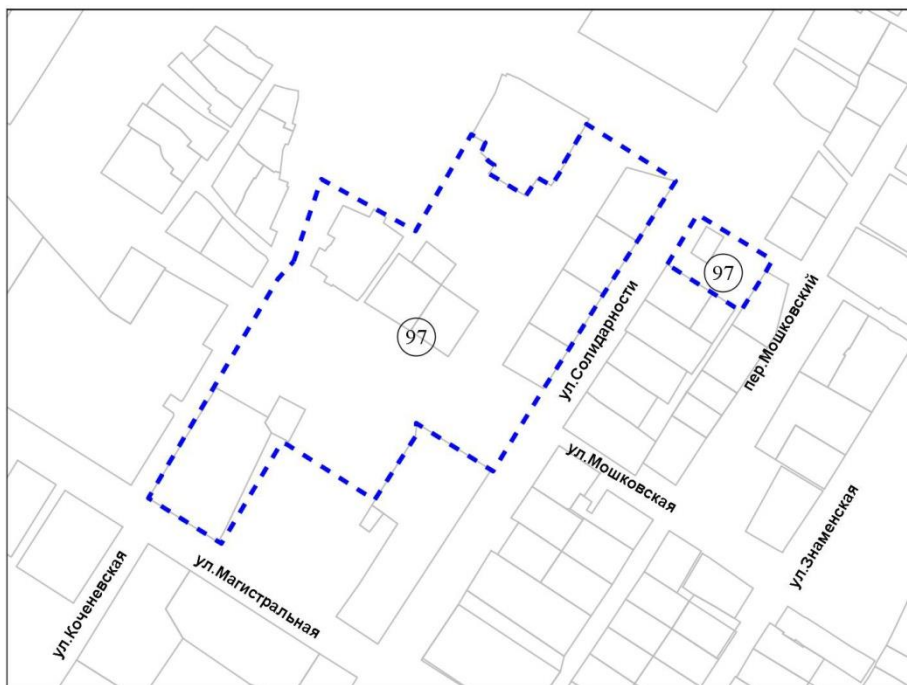 97
97
ул.Солидарности
пер.Мошковский
ул.Мошковская
ул.Знаменская
ул.Магистральная
ул.Коченевская